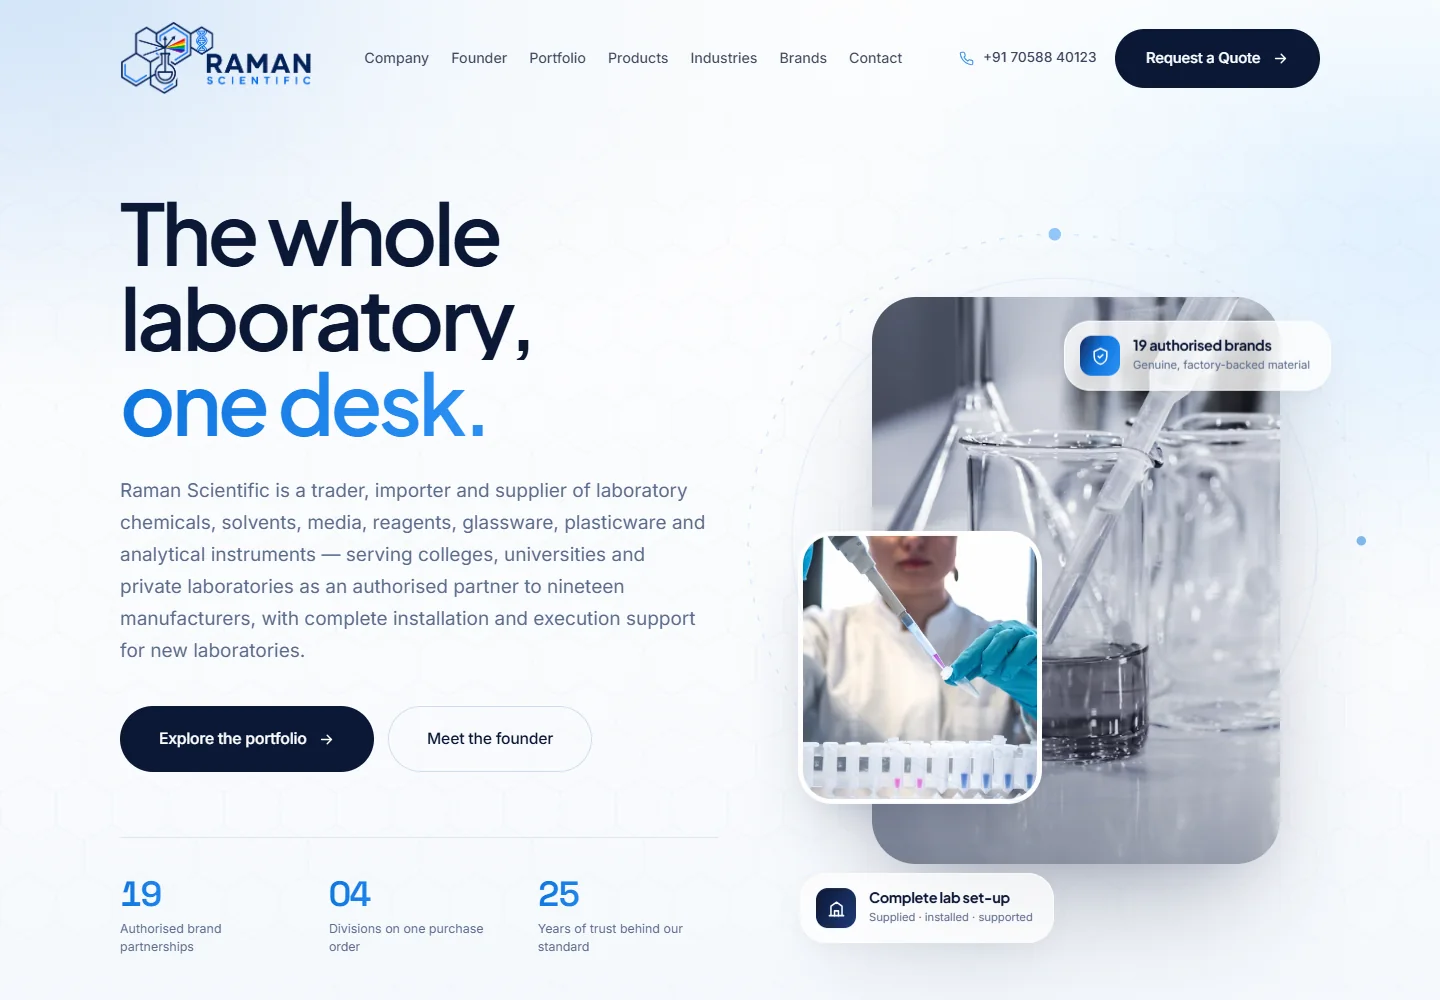 RAMAN
SCIENTIFIC
Company Founder Portfolio Products Industries Brands Contact
+91 70588 40123
Request a Quote
The whole
laboratory,
one desk.
Raman Scientific is a trader, importer and supplier of laboratory
chemicals, solvents, media, reagents, glassware, plasticware and
analytical instruments — serving colleges, universities and
private laboratories as an authorised partner to nineteen
manufacturers, with complete installation and execution support
for new laboratories.
Explore the portfolio
Meet the founder
19
Authorised brand
partnerships
04
Divisions on one purchase
order
25
Years of trust behind our
standard
19 authorised brands
Genuine, factory-backed material
Complete lab set-up
Supplied · installed · supported